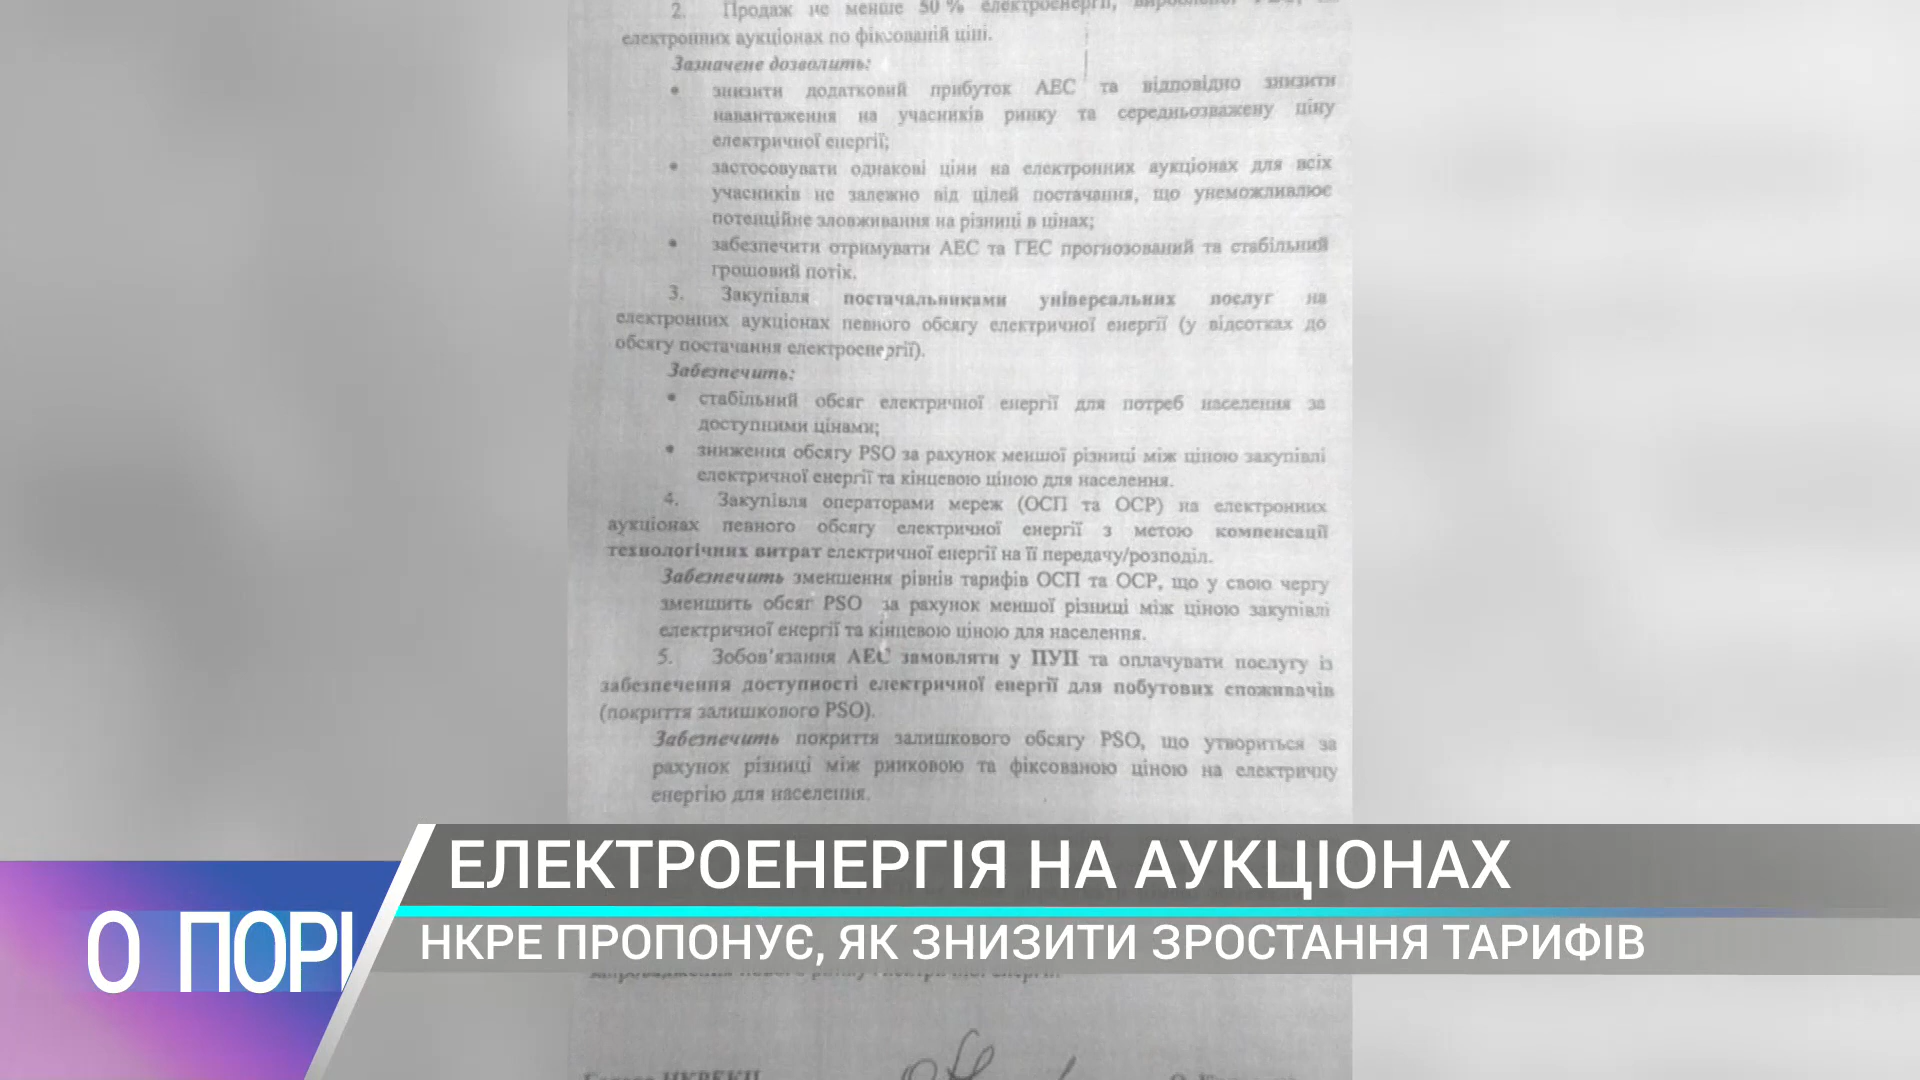 2. Продаж не менше 50 % електроенергії,
електронних аукціонах по фіксованій ціні.
Зазначене дозволить:
• знизити додатковий прибуток АЕС та відповідно знизити
навантаження на учасників ринку та середньозважену ціну
електричної енергії;
• застосовувати однакові ціни на електронних аукціонах для всіх
учасників не залежно від цілей постачання, що унеможливлює
потенційне зловживання на різниці в цінах;
• забезпечити отримувати АЕС та ГЕС прогнозований та стабільний
грошовий потік.
3. Закупівля постачальниками універсальних послуг на
електронних аукціонах певного обсягу електричної енергії (у відсотках до
обсягу постачання електроенергії).
Забезпечить:
• стабільний обсяг електричної енергії для потреб населення за
доступними цінами;
• зниження обсягу PSO за рахунок меншої різниці між ціною закупівлі
електричної енергії та кінцевою ціною для населення.
4. Закупівля операторами мереж (ОСП та ОСР) на електронних
аукціонах певного обсягу електричної енергії з метою компенсації
технологічних витрат електричної енергії на її передачу/розподіл.
Забезпечить зменшення рівнів тарифів ОСП та ОСР, що у свою чергу
зменшить обсяг PSO за рахунок меншої різниці між ціною закупівлі
електричної енергії та кінцевою ціною для населення.
5. Зобов'язання АЕС замовляти у ПУП та оплачувати послугу із
забезпечення доступності електричної енергії для побутових споживачів
(покриття залишкового PSO).
Забезпечить покриття залишкового обсягу PSO, що утвориться за
рахунок різниці між ринковою та фіксованою ціною на електричну
енергію для населення.
ЕЛЕКТРОЕНЕРГІЯ НА АУКЦІОНАХ
О ПОРІ
НКРЕ ПРОПОНУЄ, ЯК ЗНИЗИТИ ЗРОСТАННЯ ТАРИФІВ